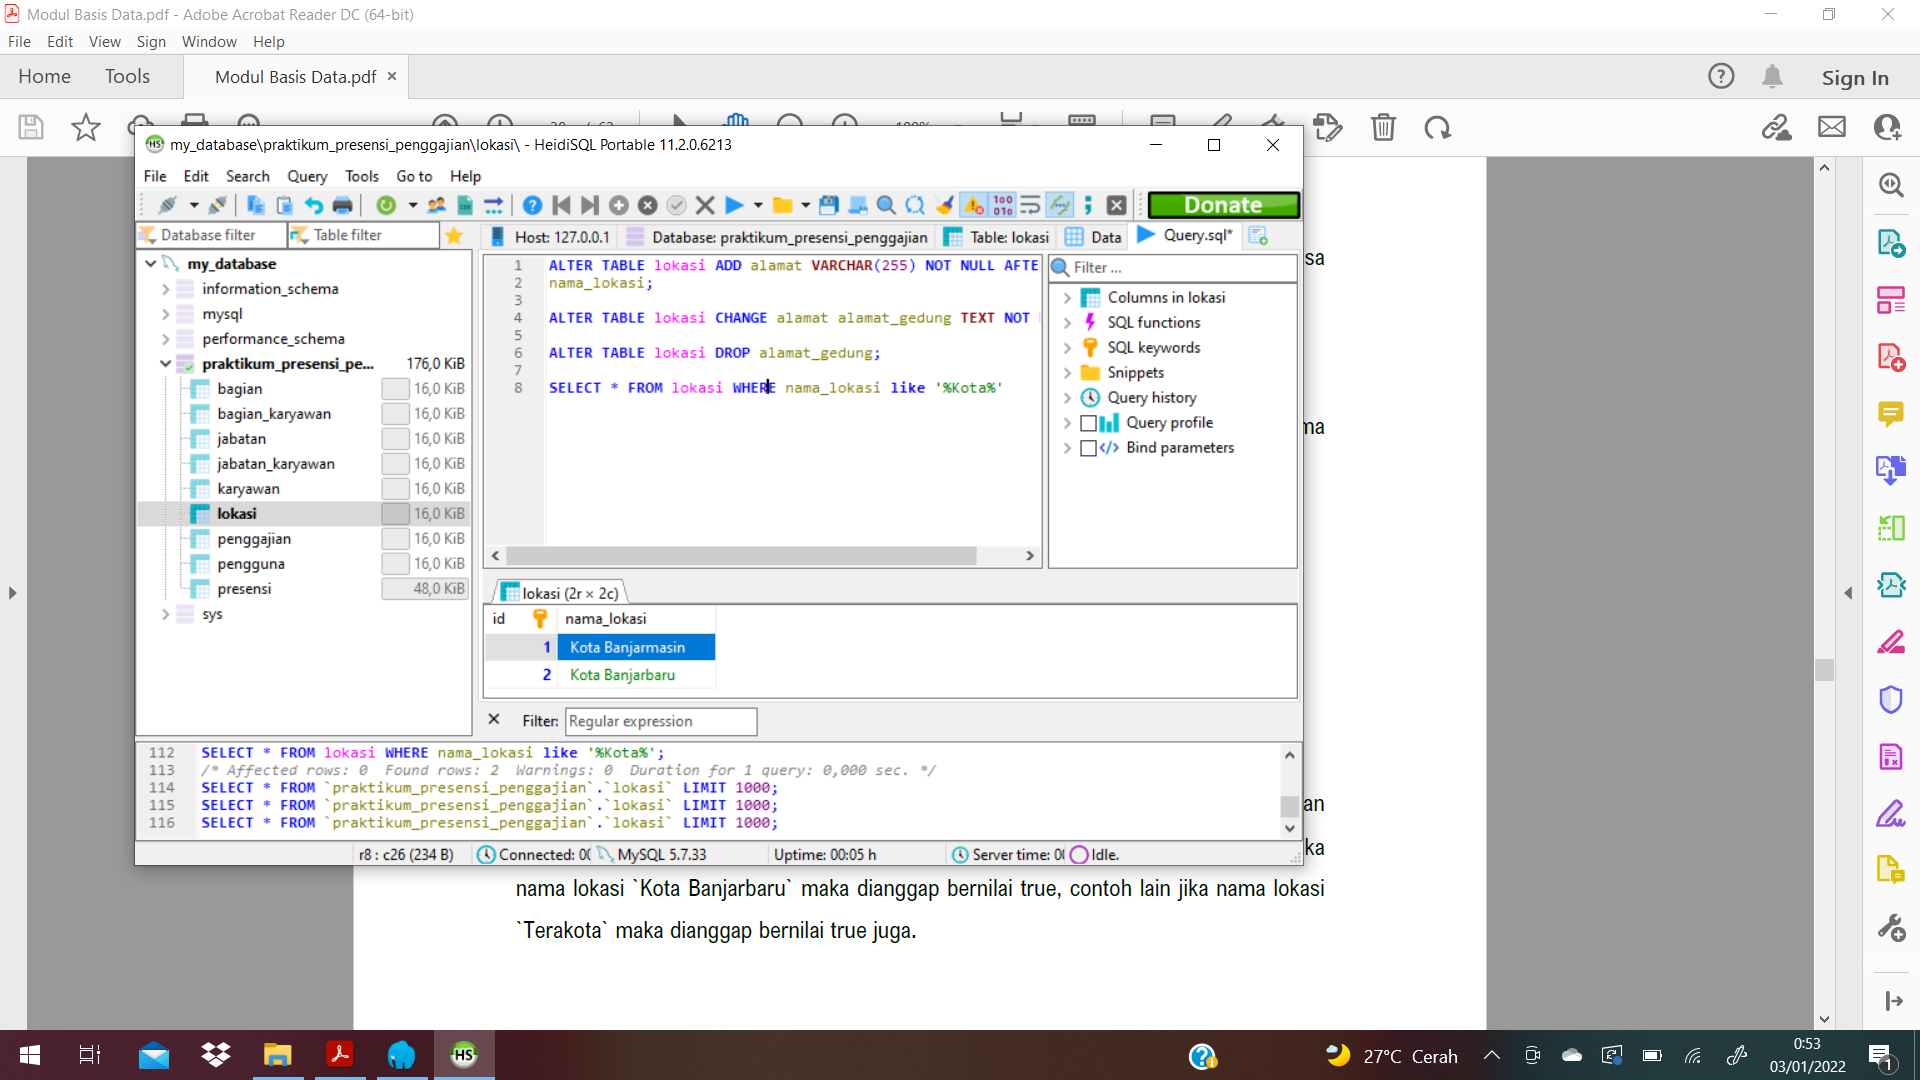 Modul Basis Data.pdf - Adobe Acrobat Reader DC (64-bit)
File Edit View Sign Window Help
Home Tools Modul Basis Data.pdf × Sign In
my_database\praktikum_presensi_penggajian\lokasi\ - HeidiSQL Portable 11.2.0.6213
File Edit Search Query Tools Go to Help
Donate
Database filter Table filter
Host: 127.0.0.1 Database: praktikum_presensi_penggajian Table: lokasi Data Query.sql*
my_database
information_schema
mysql
performance_schema
praktikum_presensi_pe... 176,0 KiB
bagian 16,0 KiB
bagian_karyawan 16,0 KiB
jabatan 16,0 KiB
jabatan_karyawan 16,0 KiB
karyawan 16,0 KiB
lokasi 16,0 KiB
penggajian 16,0 KiB
pengguna 16,0 KiB
presensi 48,0 KiB
sys
1 ALTER TABLE lokasi ADD alamat VARCHAR(255) NOT NULL AFTE
2 nama_lokasi;
3
4 ALTER TABLE lokasi CHANGE alamat alamat_gedung TEXT NOT
5
6 ALTER TABLE lokasi DROP alamat_gedung;
7
8 SELECT * FROM lokasi WHERE nama_lokasi like '%Kota%'
Filter ...
Columns in lokasi
SQL functions
SQL keywords
Snippets
Query history
Query profile
Bind parameters
lokasi (2r × 2c)
id nama_lokasi
1 Kota Banjarmasin
2 Kota Banjarbaru
Filter: Regular expression
112 SELECT * FROM lokasi WHERE nama_lokasi like '%Kota%';
113 /* Affected rows: 0 Found rows: 2 Warnings: 0 Duration for 1 query: 0,000 sec. */
114 SELECT * FROM `praktikum_presensi_penggajian`.`lokasi` LIMIT 1000;
115 SELECT * FROM `praktikum_presensi_penggajian`.`lokasi` LIMIT 1000;
116 SELECT * FROM `praktikum_presensi_penggajian`.`lokasi` LIMIT 1000;
r8 : c26 (234 B) Connected: 00 MySQL 5.7.33 Uptime: 00:05 h Server time: Idle.
sa
ma
an
ka
nama lokasi `Kota Banjarbaru` maka dianggap bernilai true, contoh lain jika nama lokasi
`Terakota` maka dianggap bernilai true juga.
HS
27°C Cerah
0:53
03/01/2022
1